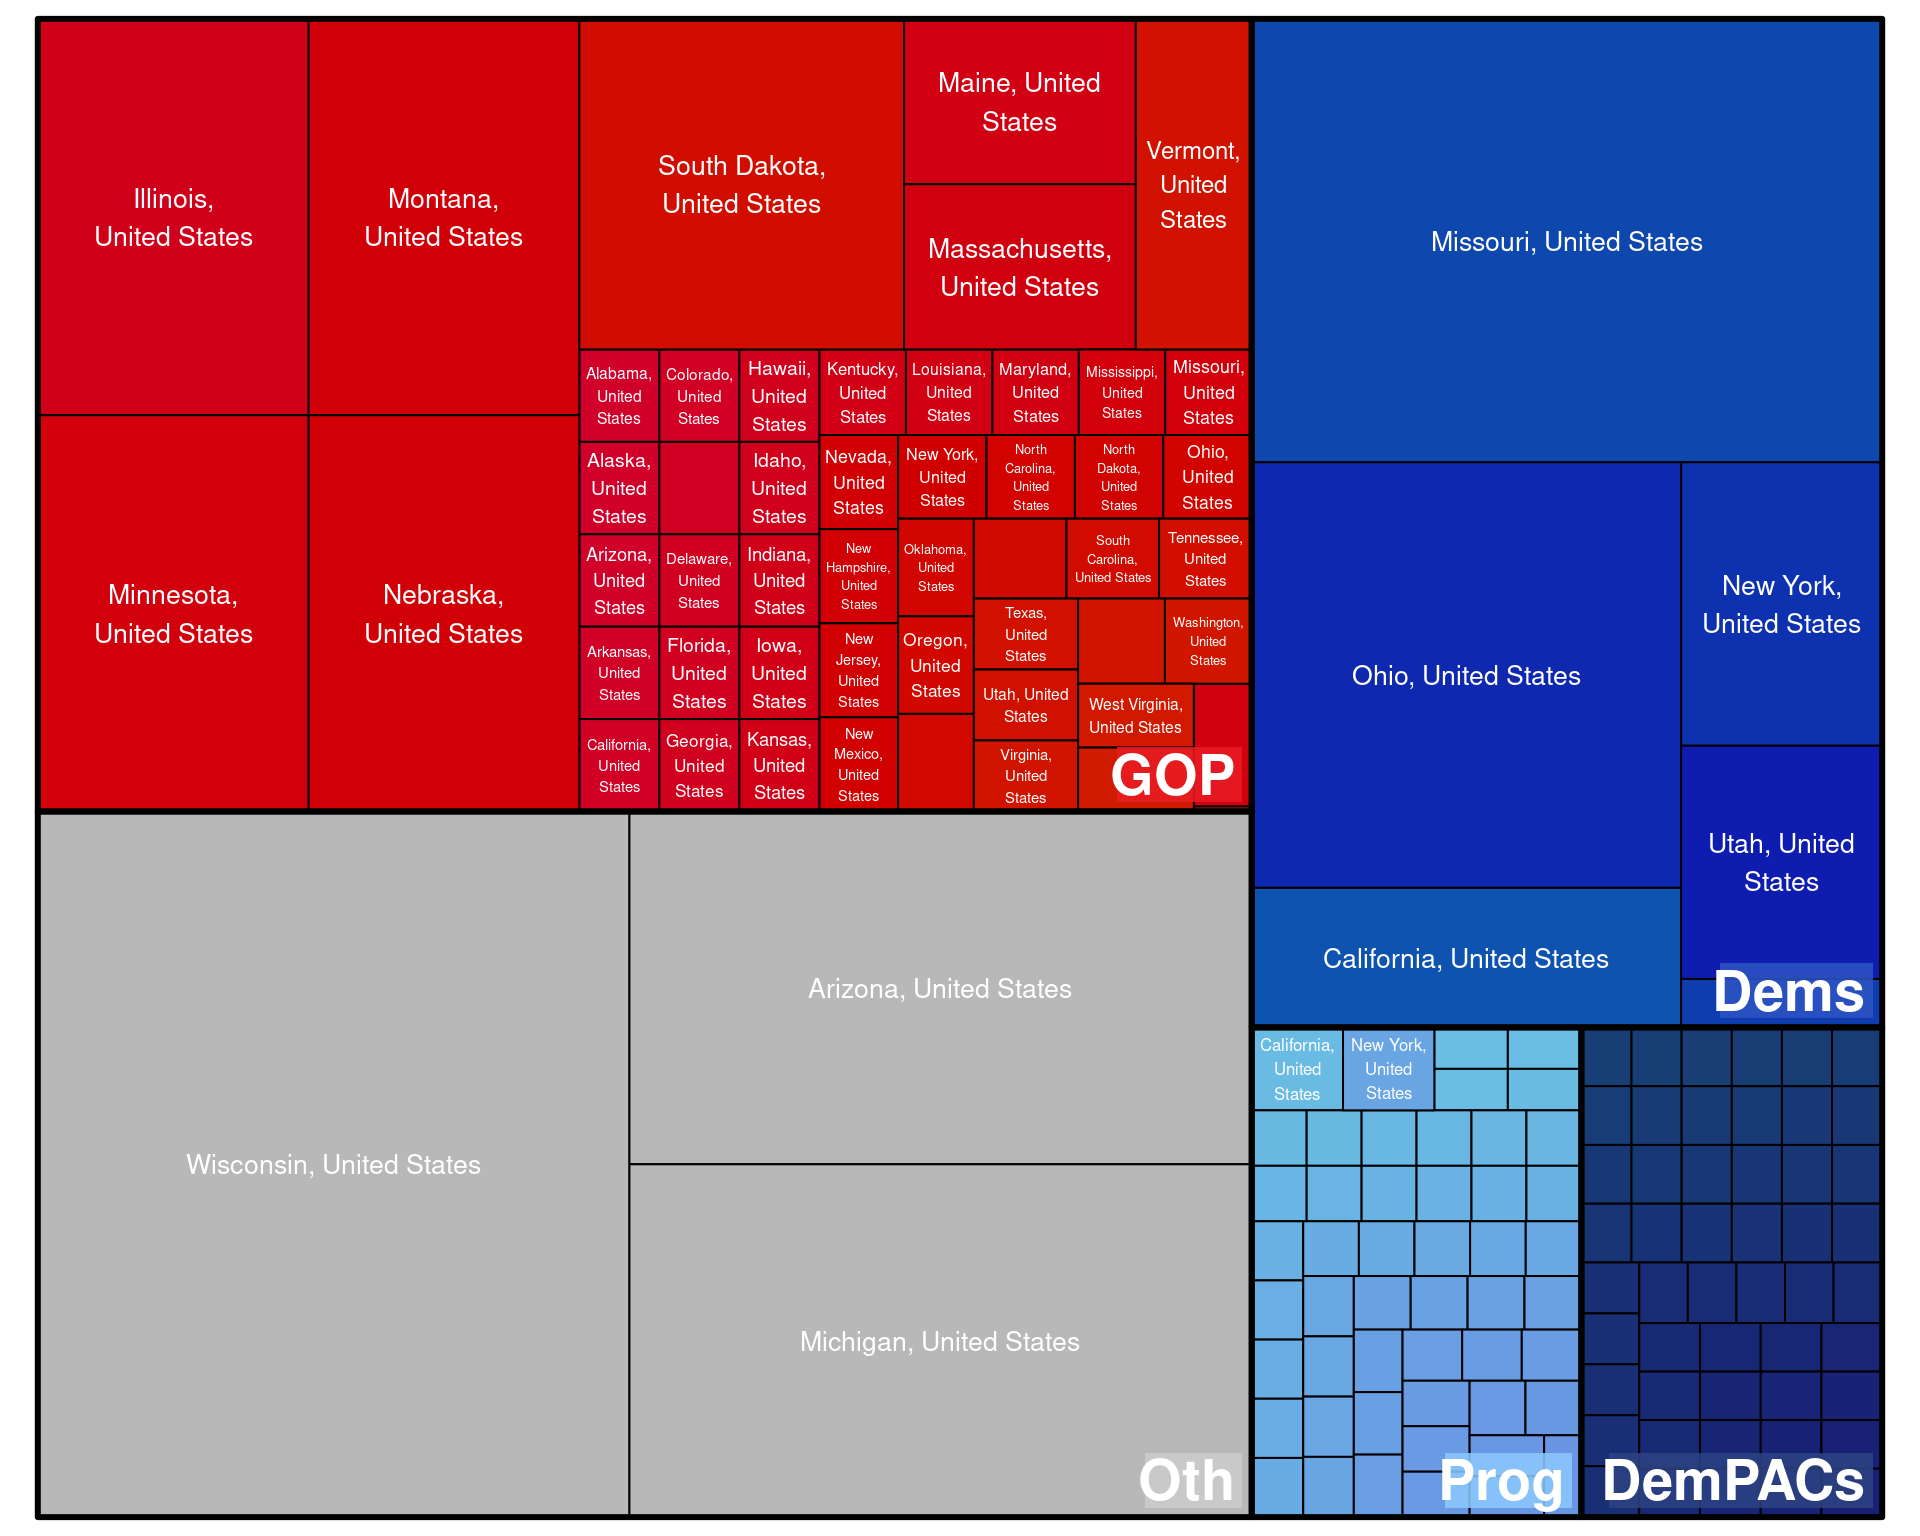 Illinois,
United States
Montana,
United States
South Dakota,
United States
Maine, United
States
Massachusetts,
United States
Vermont,
United
States
Minnesota,
United States
Nebraska,
United States
Alabama,
United
States
Colorado,
United
States
Hawaii,
United
States
Kentucky,
United
States
Louisiana,
United
States
Maryland,
United
States
Mississippi,
United
States
Missouri,
United
States
Alaska,
United
States
Idaho,
United
States
Nevada,
United
States
New York,
United
States
North
Carolina,
United
States
North
Dakota,
United
States
Ohio,
United
States
Arizona,
United
States
Delaware,
United
States
Indiana,
United
States
New
Hampshire,
United
States
Oklahoma,
United
States
South
Carolina,
United States
Tennessee,
United
States
Arkansas,
United
States
Florida,
United
States
Iowa,
United
States
New
Jersey,
United
States
Oregon,
United
States
Texas,
United
States
Washington,
United
States
Utah, United
States
West Virginia,
United States
California,
United
States
Georgia,
United
States
Kansas,
United
States
New
Mexico,
United
States
Virginia,
United
States
GOP
Wisconsin, United States
Arizona, United States
Michigan, United States
Oth
Missouri, United States
Ohio, United States
New York,
United States
Utah, United
States
California, United States
Dems
California,
United
States
New York,
United
States
Prog
DemPACs